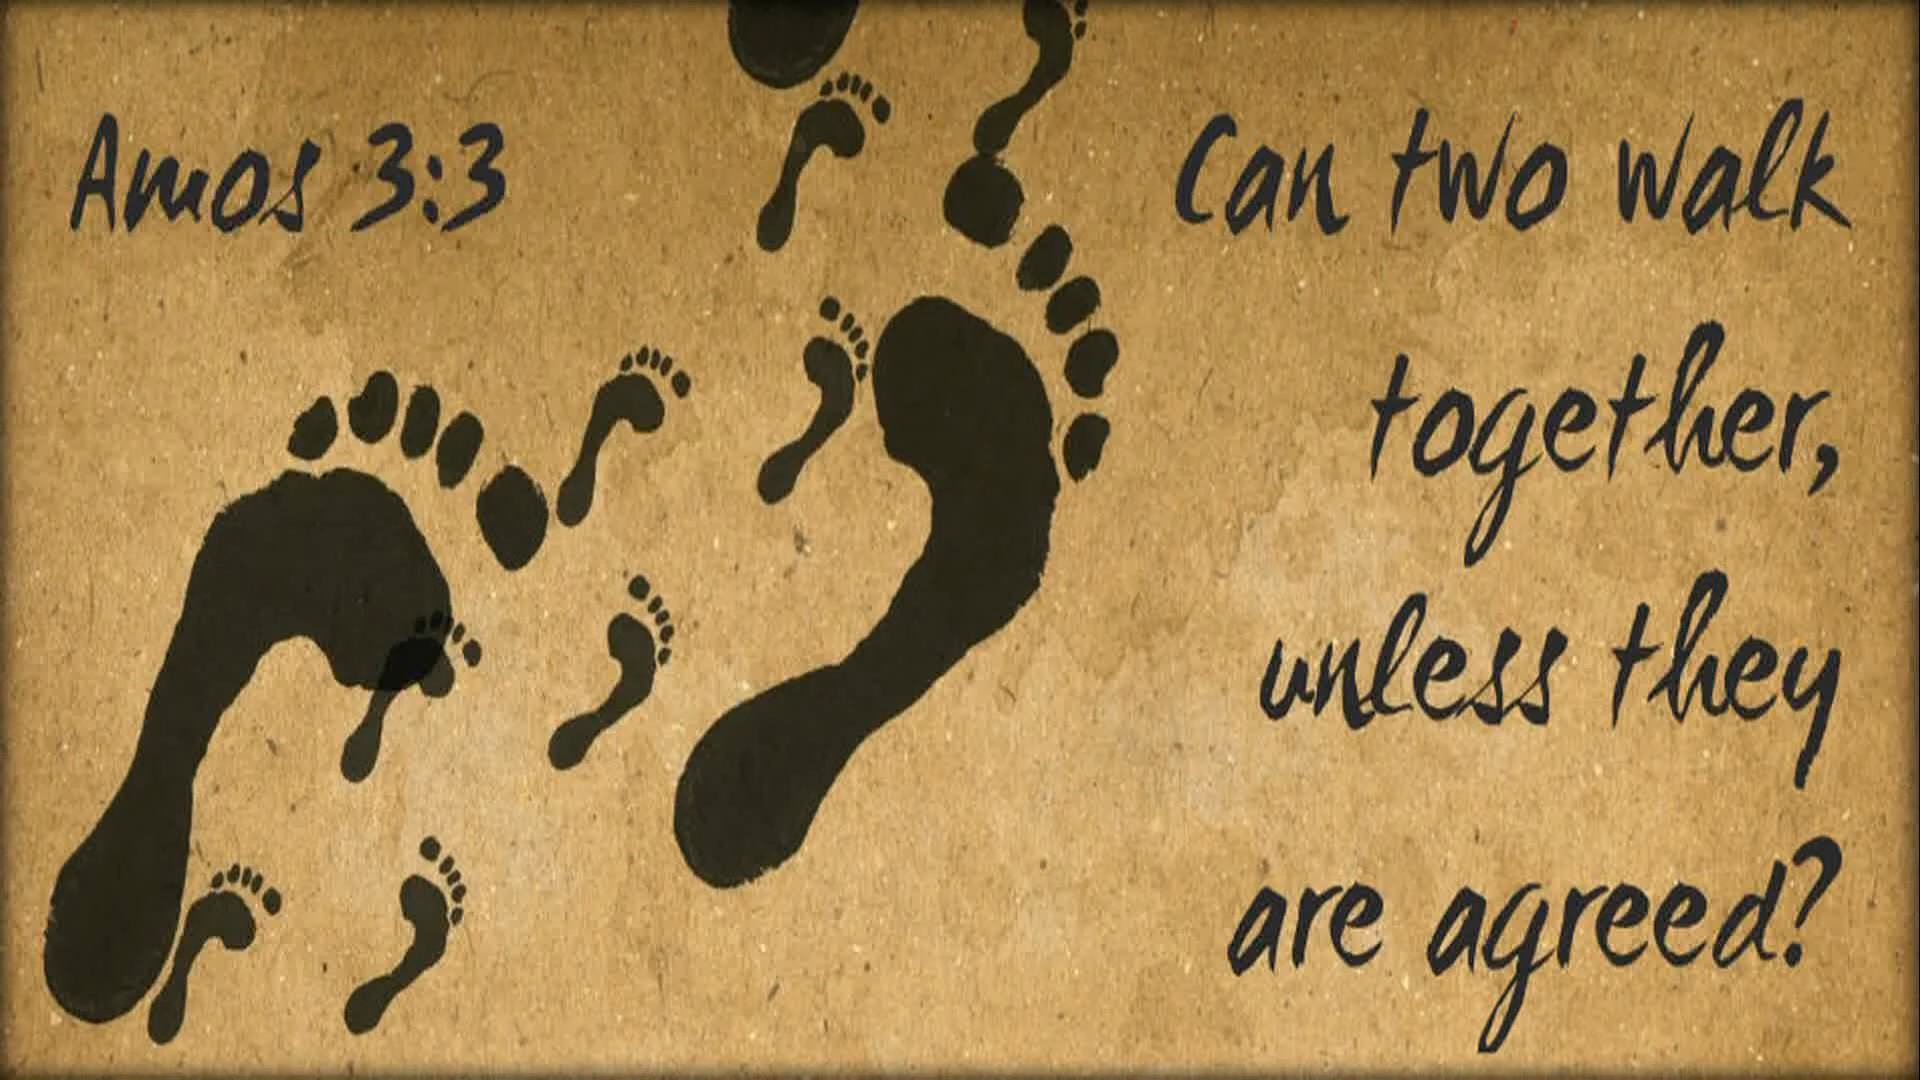 Amos 3:3
Can two walk
together,
unless they
are agreed?